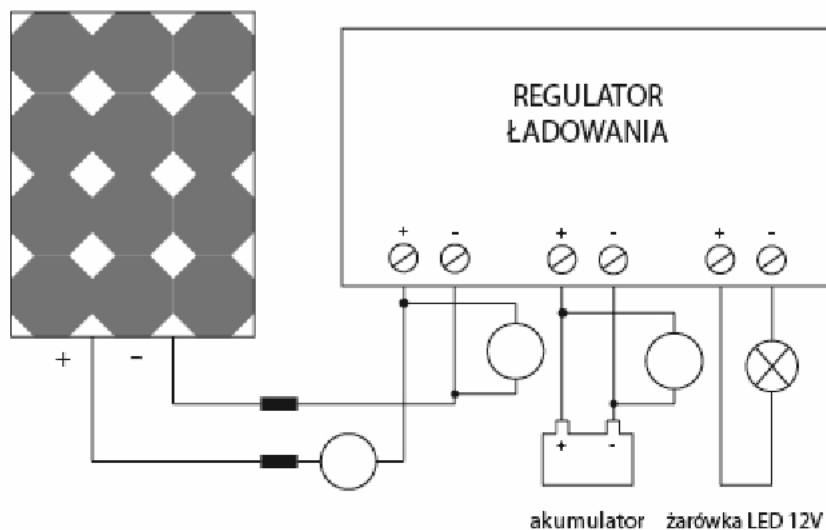 REGULATOR
ŁADOWANIA
+ - + - + -
+ -
+ -
akumulator żarówka LED 12V